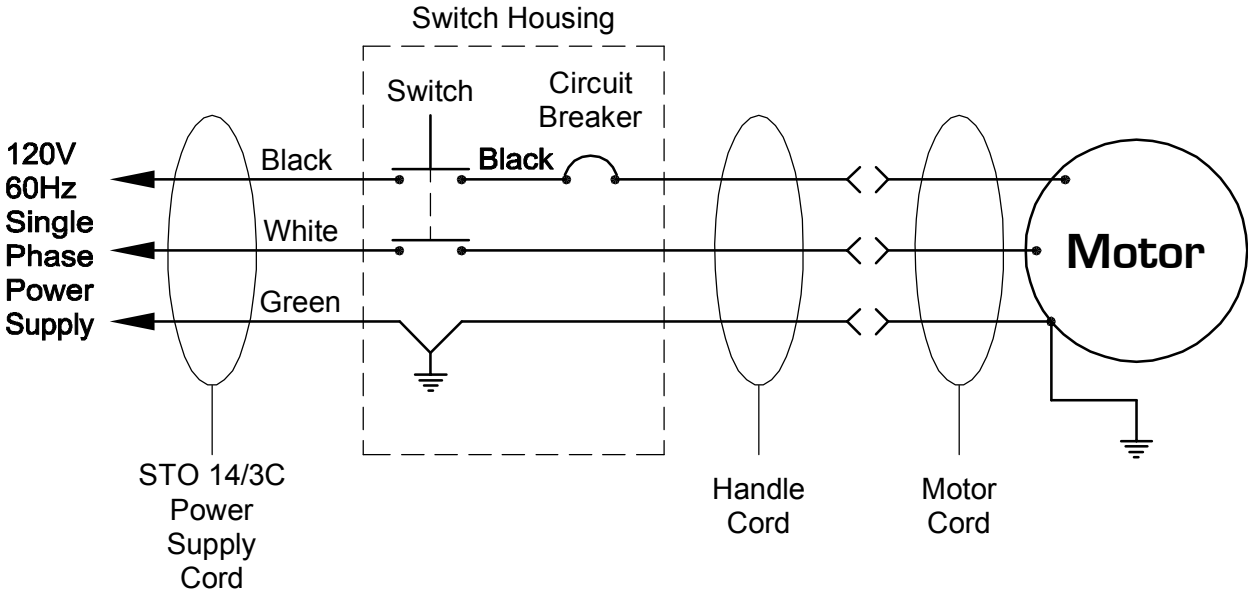 Switch Housing
Switch
Circuit
Breaker
120V
60Hz
Single
Phase
Power
Supply
Black
Black
White
Green
Motor
STO 14/3C
Power
Supply
Cord
Handle
Cord
Motor
Cord